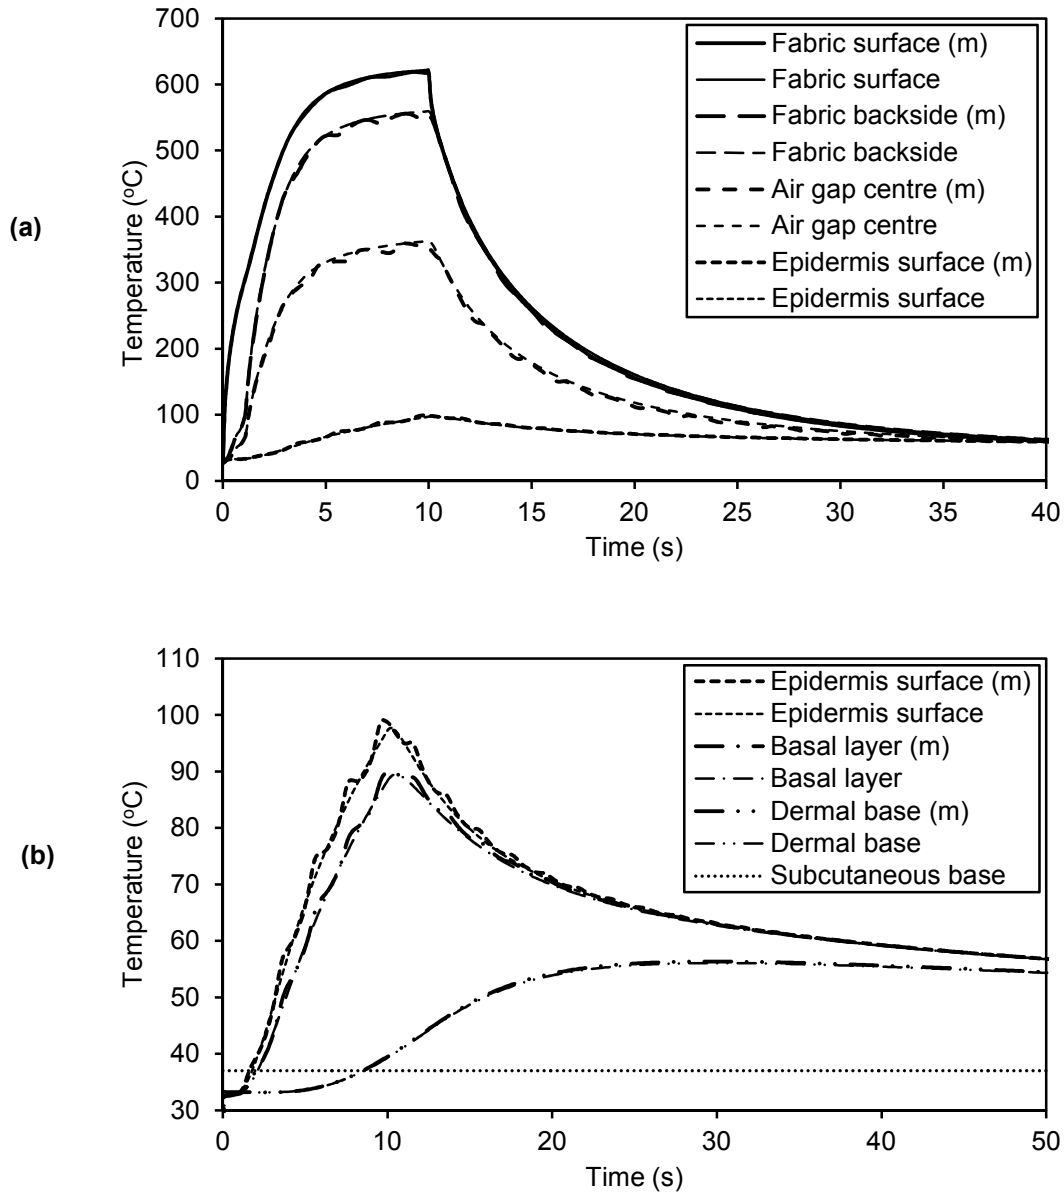 (a)
Temperature (ºC)
700
600
500
400
300
200
100
0
0 5 10 15 20 25 30 35 40
Time (s)
Fabric surface (m)
Fabric surface
Fabric backside (m)
Fabric backside
Air gap centre (m)
Air gap centre
Epidermis surface (m)
Epidermis surface
(b)
Temperature (ºC)
110
100
90
80
70
60
50
40
30
0 10 20 30 40 50
Time (s)
Epidermis surface (m)
Epidermis surface
Basal layer (m)
Basal layer
Dermal base (m)
Dermal base
Subcutaneous base